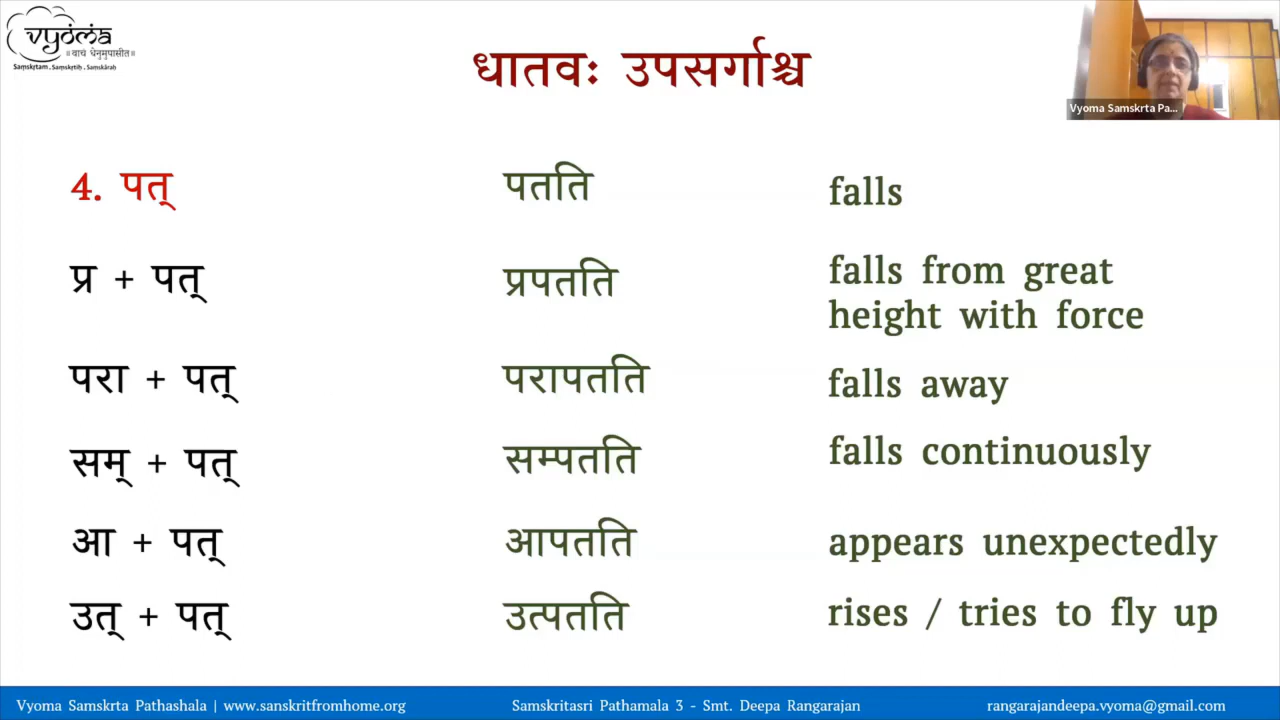 vyoma
॥ वाचं धेनुमुपासीत॥
Saṃskṛtam . Saṃskṛtiḥ . Saṃskāraḥ
धातवः उपसर्गाश्च
Vyoma Samskrta Pa...
4. पत् पतति falls
प्र + पत् प्रपतति falls from great
height with force
परा + पत् परापतति falls away
सम् + पत् सम्पतति falls continuously
आ + पत् आपतति appears unexpectedly
उत् + पत् उत्पतति rises / tries to fly up
Vyoma Samskrta Pathashala | www.sanskritfromhome.org Samskritasri Pathamala 3 - Smt. Deepa Rangarajan rangarajandeepa.vyoma@gmail.com